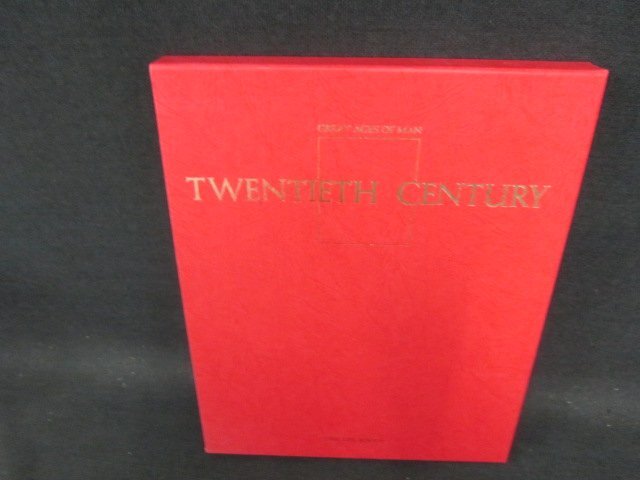 GREAT AGES OF MAN
TWENTIETH CENTURY